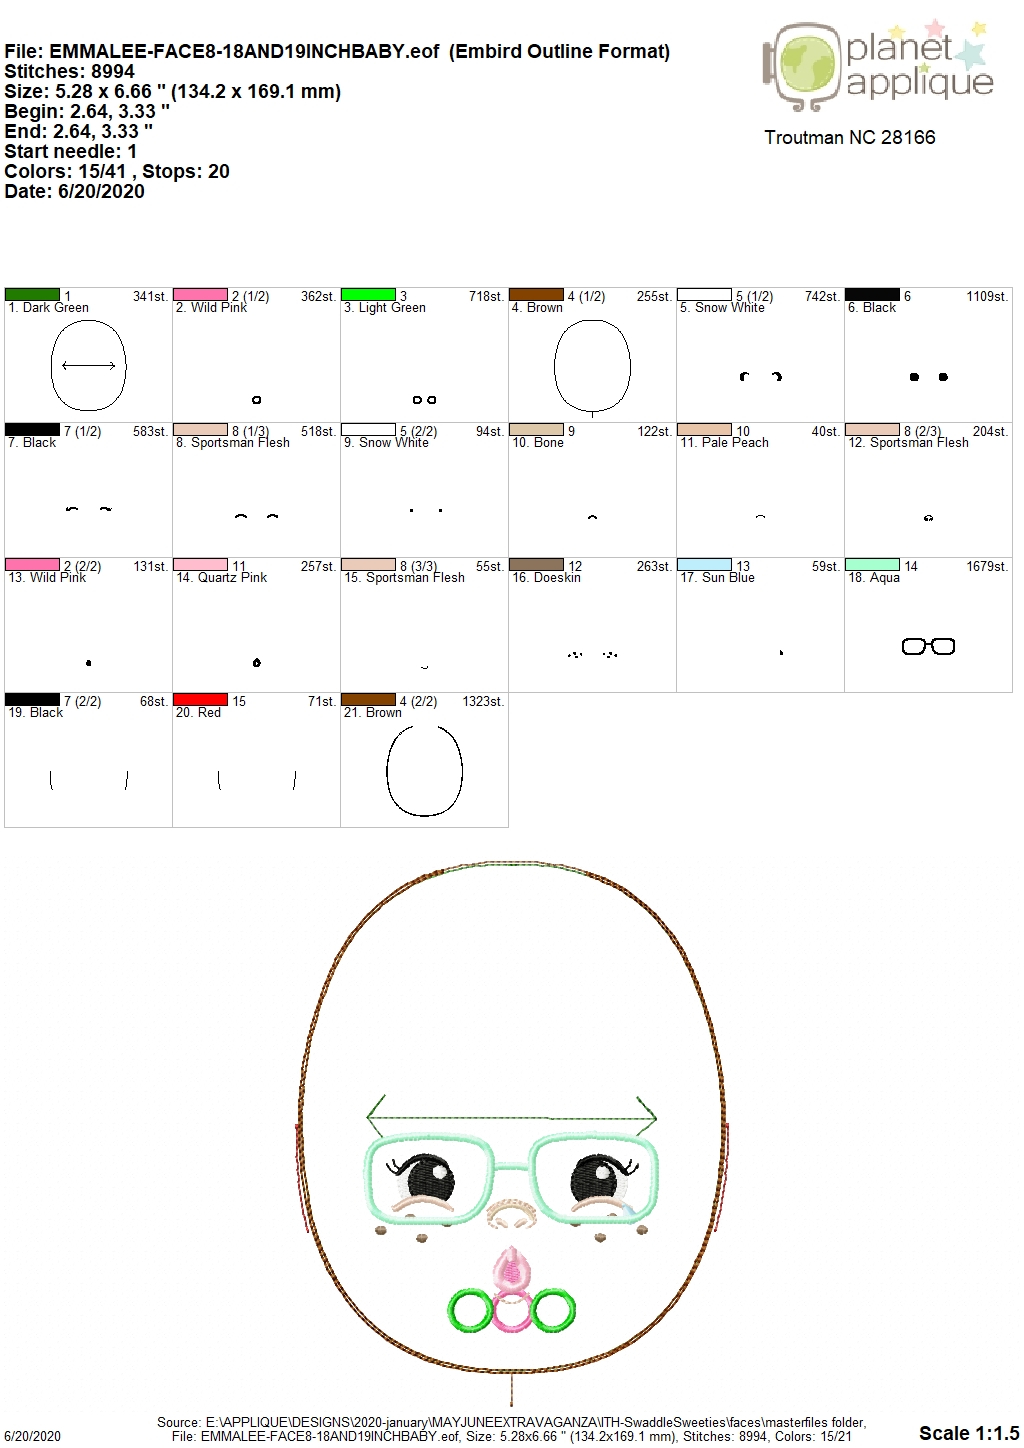 File: EMMALEE-FACE8-18AND19INCHBABY.eof (Embird Outline Format)
Stitches: 8994
Size: 5.28 x 6.66 " (134.2 x 169.1 mm)
Begin: 2.64, 3.33 "
End: 2.64, 3.33 "
Start needle: 1
Colors: 15/41 , Stops: 20
Date: 6/20/2020
planet
applique
Troutman NC 28166
1 341st. 2 (1/2) 362st. 3 718st. 4 (1/2) 255st. 5 (1/2) 742st. 6 1109st.
1. Dark Green 2. Wild Pink 3. Light Green 4. Brown 5. Snow White 6. Black
7 (1/2) 583st. 8 (1/3) 518st. 5 (2/2) 94st. 9 122st. 10 40st. 8 (2/3) 204st.
7. Black 8. Sportsman Flesh 9. Snow White 10. Bone 11. Pale Peach 12. Sportsman Flesh
2 (2/2) 131st. 11 257st. 8 (3/3) 55st. 12 263st. 13 59st. 14 1679st.
13. Wild Pink 14. Quartz Pink 15. Sportsman Flesh 16. Doeskin 17. Sun Blue 18. Aqua
7 (2/2) 68st. 15 71st. 4 (2/2) 1323st.
19. Black 20. Red 21. Brown
Source: E:\APPLIQUE\DESIGNS\2020-january\MAYJUNEEXTRAVAGANZA\ITH-SwaddleSweeties\faces\masterfiles folder,
6/20/2020 File: EMMALEE-FACE8-18AND19INCHBABY.eof, Size: 5.28x6.66 " (134.2x169.1 mm), Stitches: 8994, Colors: 15/21 Scale 1:1.5